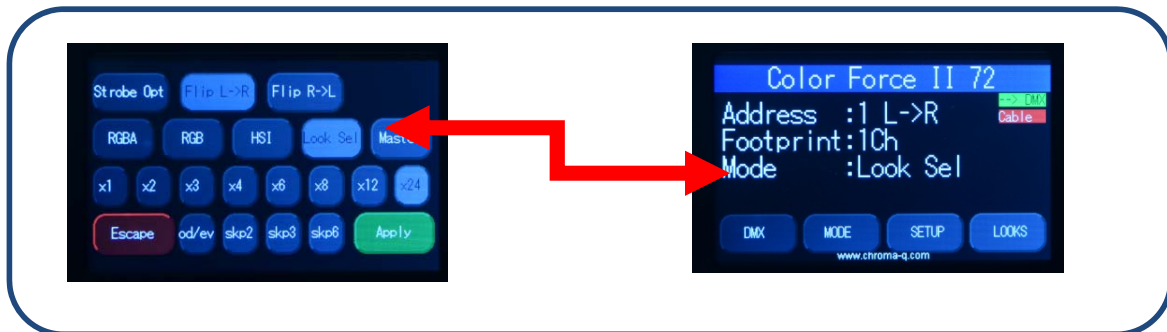 Strobe Opt Flip L->R Flip R->L
RGBA RGB HSI Look Sel
x1 x2 x3 x4 x6 x8 x12 x24
Escape od/ev skp2 skp3 skp6 Apply
Color Force II 72
--> DMX
Address :1 L->R
Cable
Footprint:1Ch
Mode :Look Sel
DMX MODE SETUP LOOKS
www.chroma-q.com